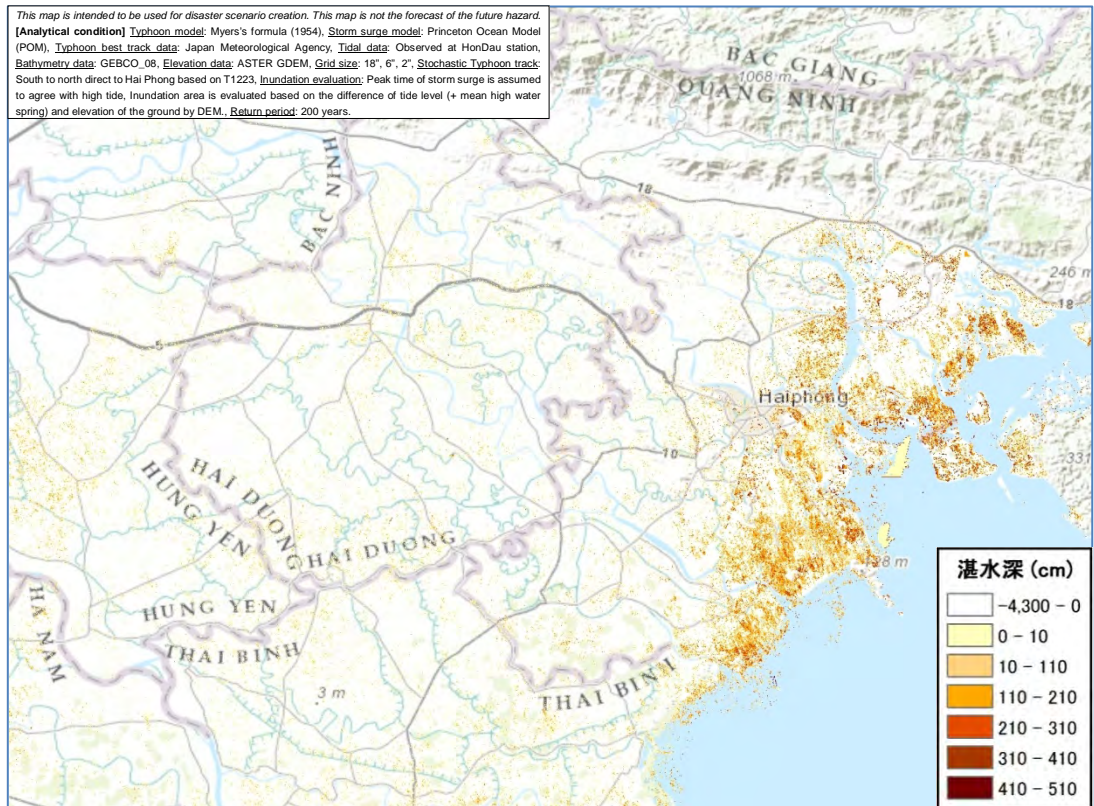 This map is intended to be used for disaster scenario creation. This map is not the forecast of the future hazard.
[Analytical condition] Typhoon model: Myers's formula (1954), Storm surge model: Princeton Ocean Model
(POM), Typhoon best track data: Japan Meteorological Agency, Tidal data: Observed at HonDau station,
Bathymetry data: GEBCO_08, Elevation data: ASTER GDEM, Grid size: 18", 6", 2", Stochastic Typhoon track:
South to north direct to Hai Phong based on T1223, Inundation evaluation: Peak time of storm surge is assumed
to agree with high tide, Inundation area is evaluated based on the difference of tide level (+ mean high water
spring) and elevation of the ground by DEM., Return period: 200 years.
BAC GIANG
1068 m
QUANG NINH
BAC NINH
18
246 m
18
5
Haiphong
10
331
HAI DUONG
HUNG YEN
HAI DUONG
128 m
HA NAM
HUNG YEN
THAI BINH
3 m
THAI BINH
湛水深 (cm)
-4,300 - 0
0 - 10
10 - 110
110 - 210
210 - 310
310 - 410
410 - 510